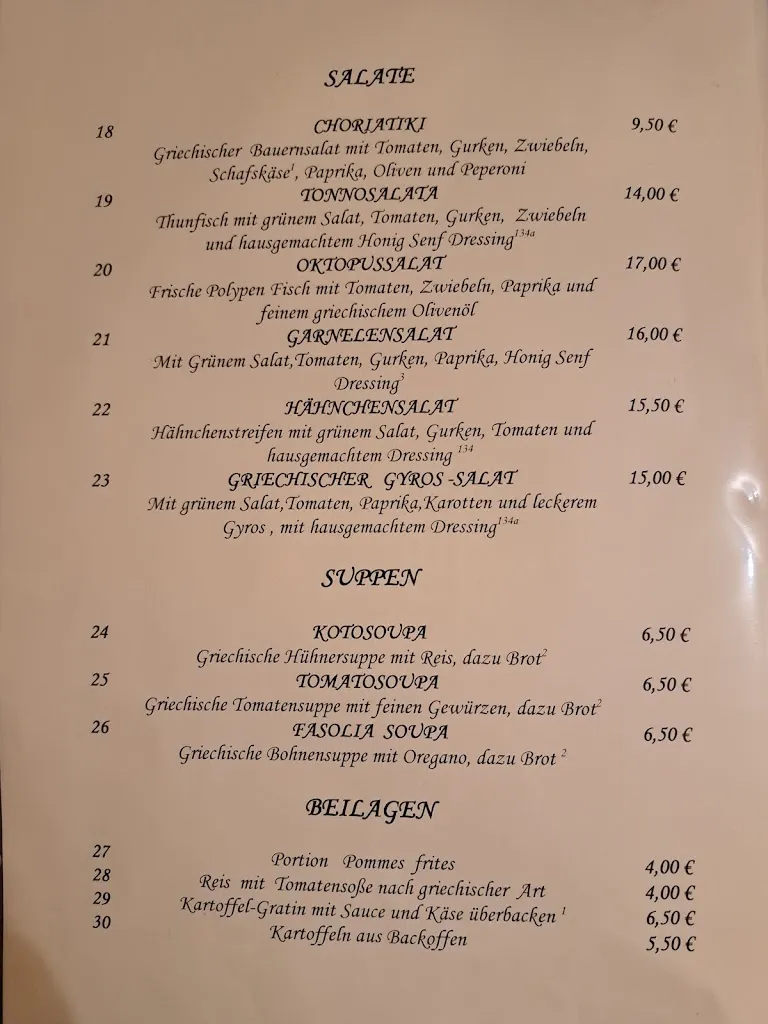 SALATE
18 CHORIATIKI 9,50 €
Griechischer Bauernsalat mit Tomaten, Gurken, Zwiebeln,
Schafskäse¹, Paprika, Oliven und Peperoni
19 TONNOSALATA 14,00 €
Thunfisch mit grünem Salat, Tomaten, Gurken, Zwiebeln
und hausgemachtem Honig Senf Dressing¹³⁴ᵃ
20 OKTOPUSSALAT 17,00 €
Frische Polypen Fisch mit Tomaten, Zwiebeln, Paprika und
feinem griechischem Olivenöl
21 GARNELENSALAT 16,00 €
Mit Grünem Salat,Tomaten, Gurken, Paprika, Honig Senf
Dressing³
22 HÄHNCHENSALAT 15,50 €
Hähnchenstreifen mit grünem Salat, Gurken, Tomaten und
hausgemachtem Dressing ¹³⁴
23 GRIECHISCHER GYROS -SALAT 15,00 €
Mit grünem Salat,Tomaten, Paprika,Karotten und leckerem
Gyros , mit hausgemachtem Dressing¹³⁴ᵃ
SUPPEN
24 KOTOSOUPA 6,50 €
Griechische Hühnersuppe mit Reis, dazu Brot²
25 TOMATOSOUPA 6,50 €
Griechische Tomatensuppe mit feinen Gewürzen, dazu Brot²
26 FASOLIA SOUPA 6,50 €
Griechische Bohnensuppe mit Oregano, dazu Brot ²
BEILAGEN
27 Portion Pommes frites 4,00 €
28 Reis mit Tomatensoße nach griechischer Art 4,00 €
29 Kartoffel-Gratin mit Sauce und Käse überbacken ¹ 6,50 €
30 Kartoffeln aus Backoffen 5,50 €